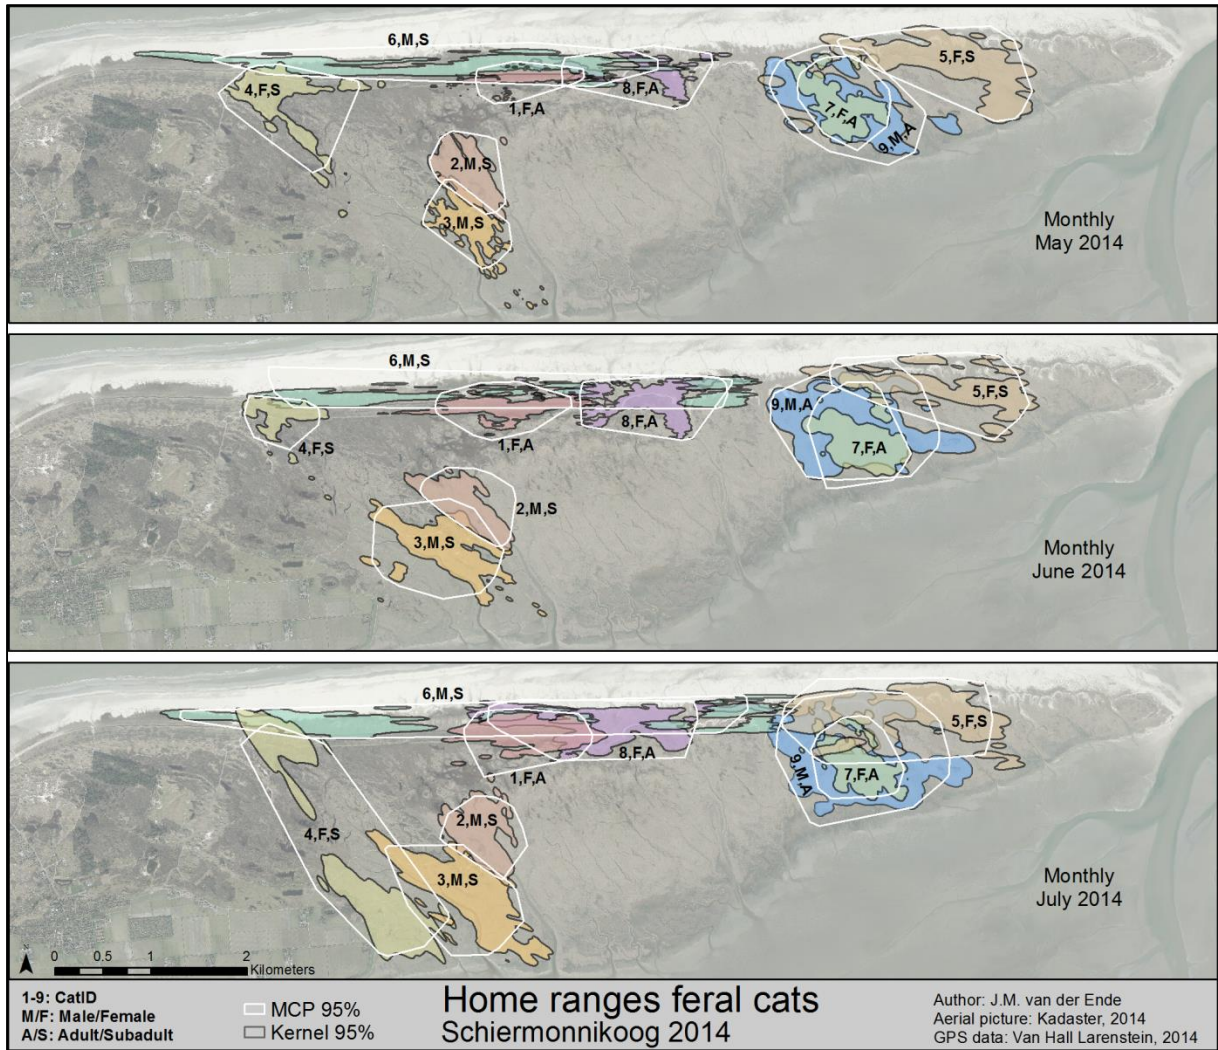 6,M,S
4,F,S
1,F,A
8,F,A
5,F,S
7,F,A
9,M,A
2,M,S
3,M,S
Monthly
May 2014
6,M,S
4,F,S
1,F,A
8,F,A
9,M,A
5,F,S
7,F,A
2,M,S
3,M,S
Monthly
June 2014
6,M,S
5,F,S
8,F,A
1,F,A
9,M,A
7,F,A
2,M,S
4,F,S
3,M,S
Monthly
July 2014
N
0 0.5 1 2
Kilometers
1-9: CatID
M/F: Male/Female
A/S: Adult/Subadult
MCP 95%
Kernel 95%
Home ranges feral cats
Schiermonnikoog 2014
Author: J.M. van der Ende
Aerial picture: Kadaster, 2014
GPS data: Van Hall Larenstein, 2014